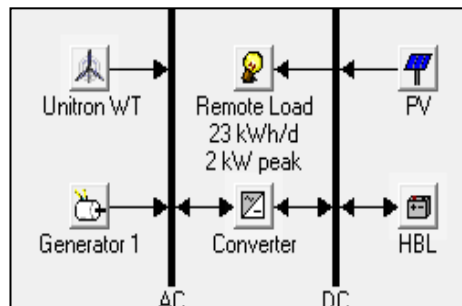 Unitron WT
Remote Load
23 kWh/d
2 kW peak
PV
Generator 1
Converter
HBL
AC
DC